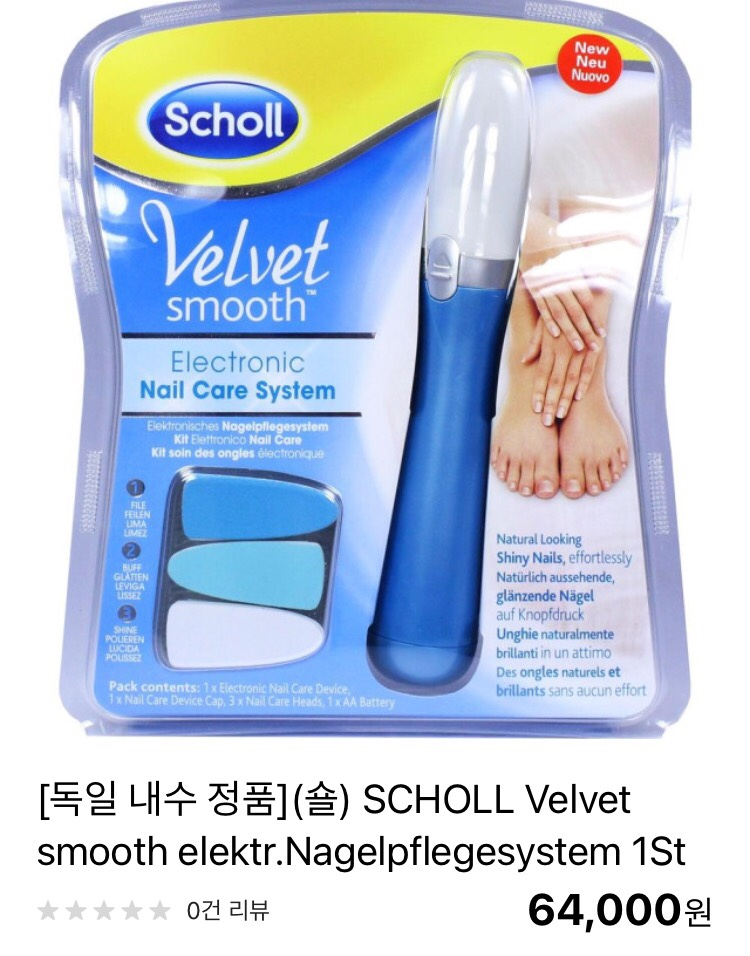 New
Neu
Nuovo
Scholl
Velvet
smooth™
Electronic
Nail Care System
Elektronisches Nagelpflegesystem
Kit Elettronico Nail Care
Kit soin des ongles électronique
1
FILE
FEILEN
LIMA
LIMEZ
2
BUFF
GLÄTTEN
LEVIGA
LISSEZ
3
SHINE
POLIEREN
LUCIDA
POLISSEZ
Natural Looking
Shiny Nails, effortlessly
Natürlich aussehende,
glänzende Nägel
auf Knopfdruck
Unghie naturalmente
brillanti in un attimo
Des ongles naturels et
brillants sans aucun effort
Pack contents: 1 x Electronic Nail Care Device,
1 x Nail Care Device Cap, 3 x Nail Care Heads, 1 x AA Battery
[독일 내수 정품](숄) SCHOLL Velvet
smooth elektr.Nagelpflegesystem 1St
0건 리뷰
64,000원